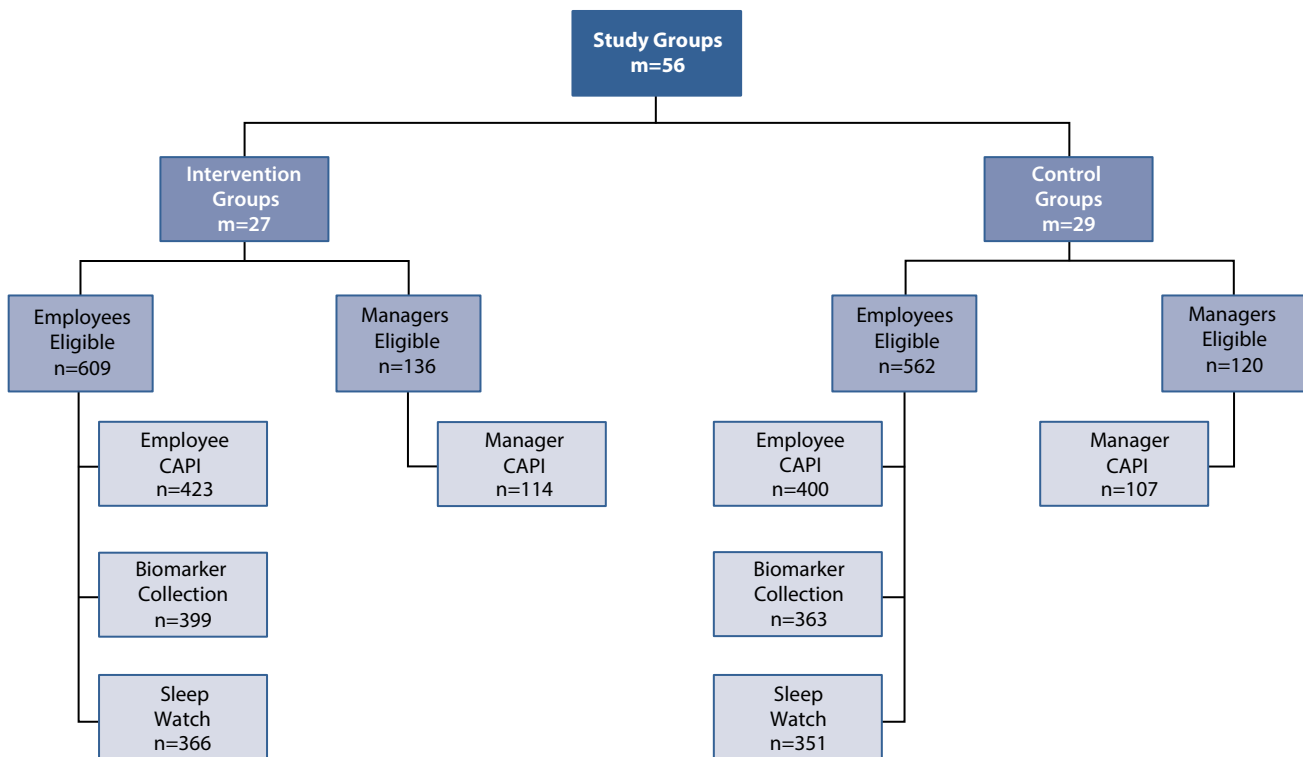 Study Groups
m=56
Intervention
Groups
m=27
Control
Groups
m=29
Employees
Eligible
n=609
Managers
Eligible
n=136
Employees
Eligible
n=562
Managers
Eligible
n=120
Employee
CAPI
n=423
Manager
CAPI
n=114
Employee
CAPI
n=400
Manager
CAPI
n=107
Biomarker
Collection
n=399
Biomarker
Collection
n=363
Sleep
Watch
n=366
Sleep
Watch
n=351